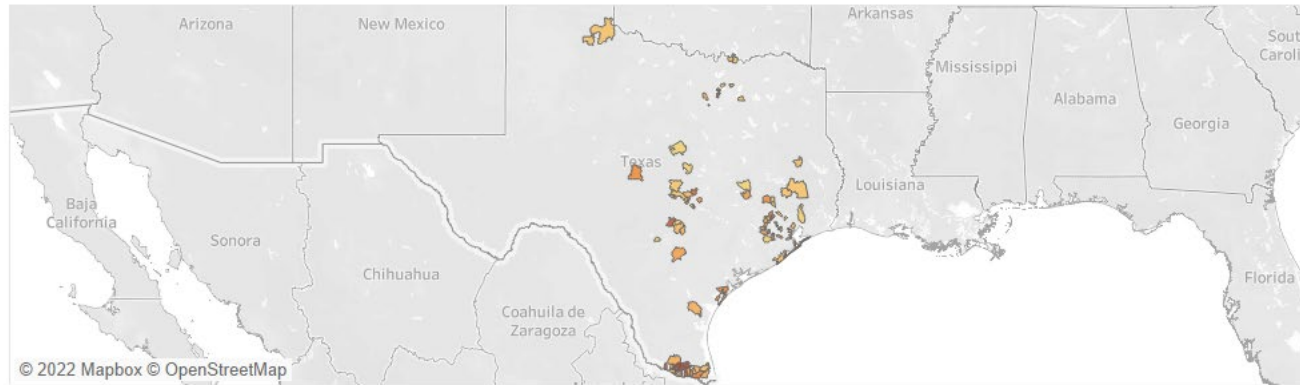 Arizona
New Mexico
Arkansas
Sout
Caroli
Mississippi
Alabama
Georgia
Texas
Louisiana
Baja
California
Sonora
Chihuahua
Coahuila de
Zaragoza
Florida
© 2022 Mapbox © OpenStreetMap